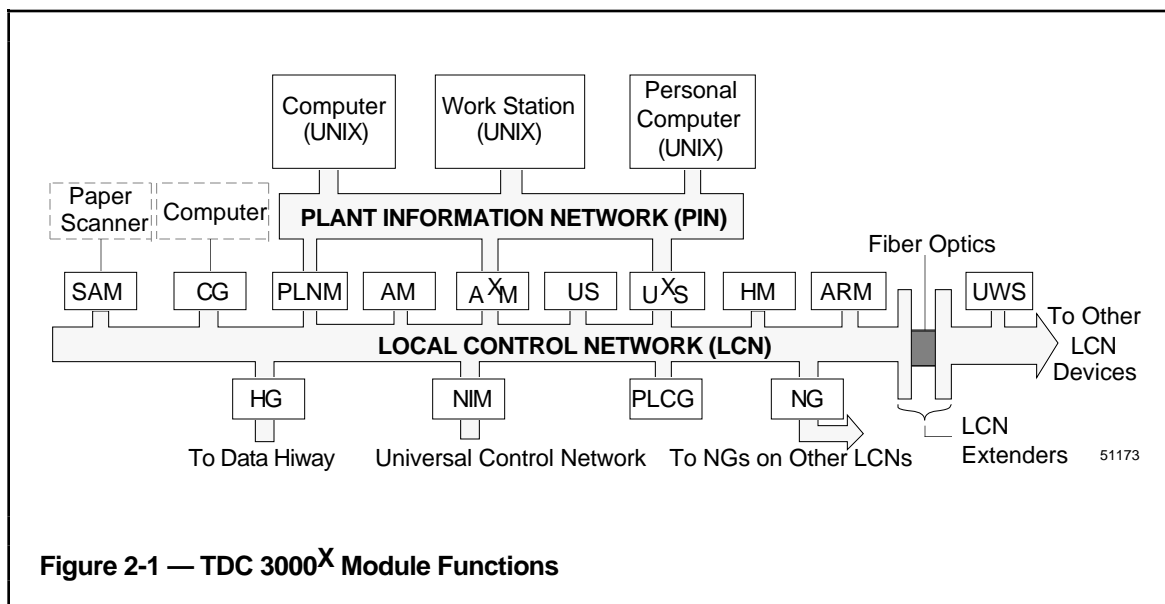 Computer
(UNIX)
Work Station
(UNIX)
Personal
Computer
(UNIX)
Paper
Scanner
Computer
PLANT INFORMATION NETWORK (PIN)
Fiber Optics
SAM
CG
PLNM
AM
AXM
US
UXS
HM
ARM
UWS
LOCAL CONTROL NETWORK (LCN)
To Other
LCN
Devices
HG
NIM
PLCG
NG
To Data Hiway
Universal Control Network
To NGs on Other LCNs
LCN
Extenders
51173
Figure 2-1 — TDC 3000X Module Functions